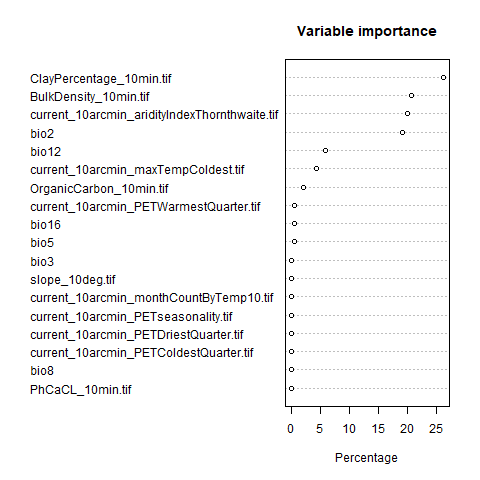 Variable importance
ClayPercentage_10min.tif
BulkDensity_10min.tif
current_10arcmin_aridityIndexThornthwaite.tif
bio2
bio12
current_10arcmin_maxTempColdest.tif
OrganicCarbon_10min.tif
current_10arcmin_PETWarmestQuarter.tif
bio16
bio5
bio3
slope_10deg.tif
current_10arcmin_monthCountByTemp10.tif
current_10arcmin_PETseasonality.tif
current_10arcmin_PETDriestQuarter.tif
current_10arcmin_PETColdestQuarter.tif
bio8
PhCaCL_10min.tif
0 5 10 15 20 25
Percentage